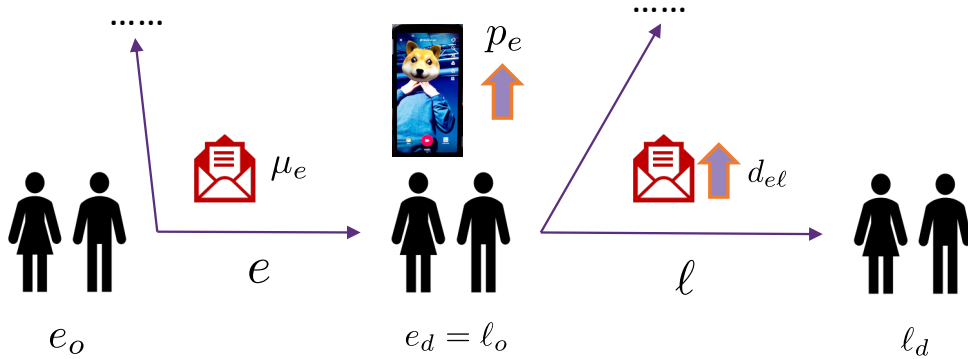 ......
......
p_e
μ_e
d_{eℓ}
e
ℓ
e_o
e_d = ℓ_o
ℓ_d